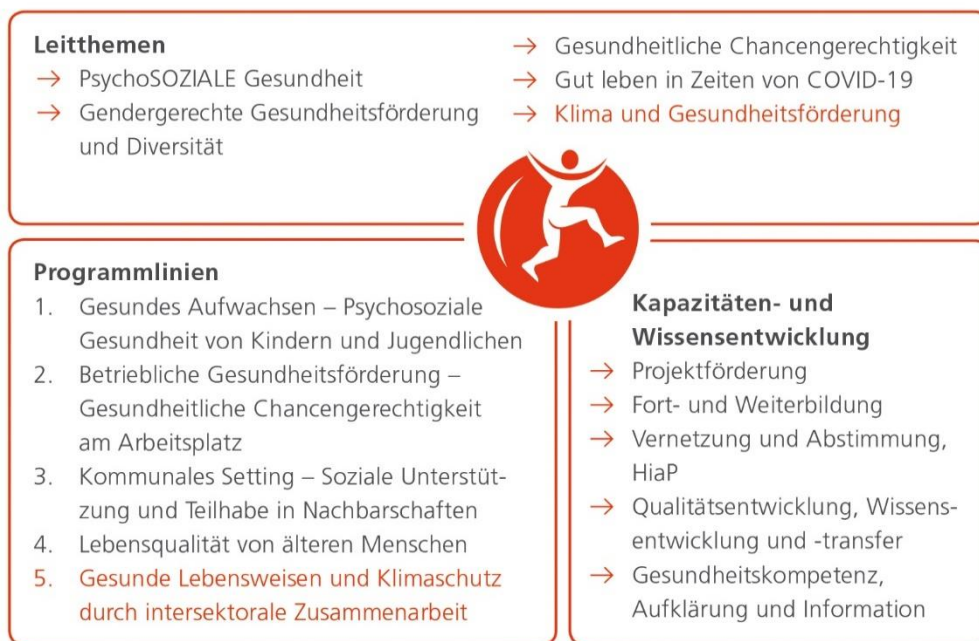 Leitthemen
→ PsychoSOZIALE Gesundheit
→ Gendergerechte Gesundheitsförderung
und Diversität
→ Gesundheitliche Chancengerechtigkeit
→ Gut leben in Zeiten von COVID-19
→ Klima und Gesundheitsförderung
Programmlinien
1. Gesundes Aufwachsen – Psychosoziale
Gesundheit von Kindern und Jugendlichen
2. Betriebliche Gesundheitsförderung –
Gesundheitliche Chancengerechtigkeit
am Arbeitsplatz
3. Kommunales Setting – Soziale Unterstüt-
zung und Teilhabe in Nachbarschaften
4. Lebensqualität von älteren Menschen
5. Gesunde Lebensweisen und Klimaschutz
durch intersektorale Zusammenarbeit
Kapazitäten- und
Wissensentwicklung
→ Projektförderung
→ Fort- und Weiterbildung
→ Vernetzung und Abstimmung,
HiaP
→ Qualitätsentwicklung, Wissens-
entwicklung und -transfer
→ Gesundheitskompetenz,
Aufklärung und Information